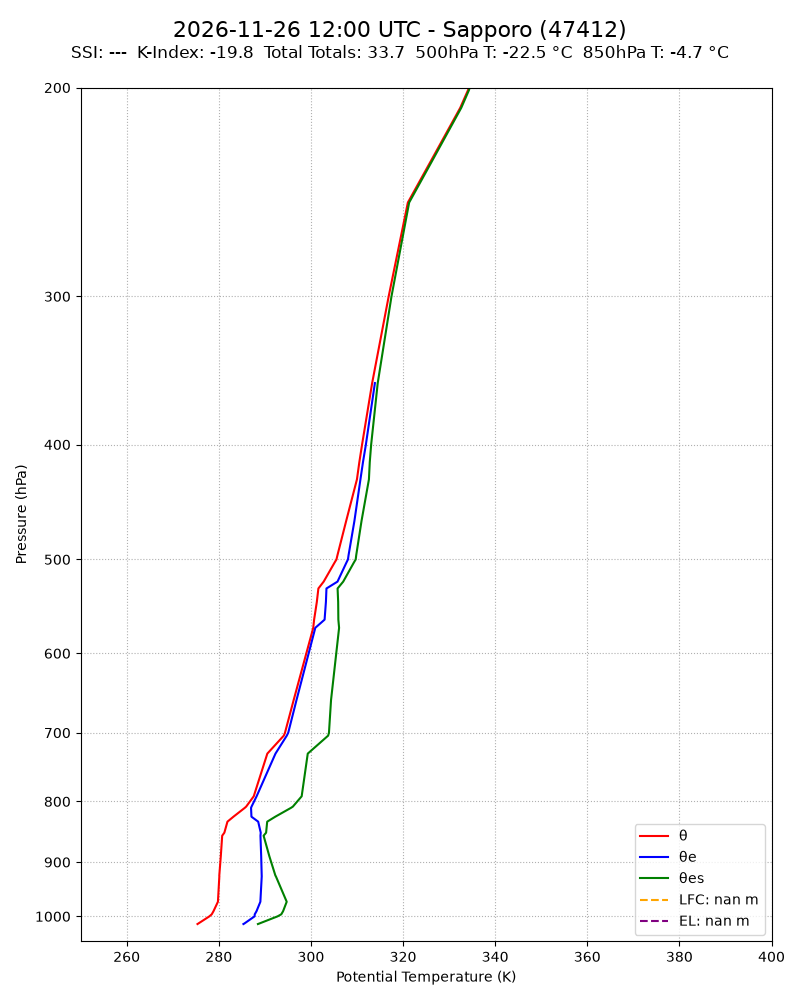 2026-11-26 12:00 UTC - Sapporo (47412)
SSI: ---  K-Index: -19.8  Total Totals: 33.7  500hPa T: -22.5 °C  850hPa T: -4.7 °C
200
300
400
500
600
700
800
900
1000
Pressure (hPa)
θ
θe
θes
LFC: nan m
EL: nan m
260
280
300
320
340
360
380
400
Potential Temperature (K)